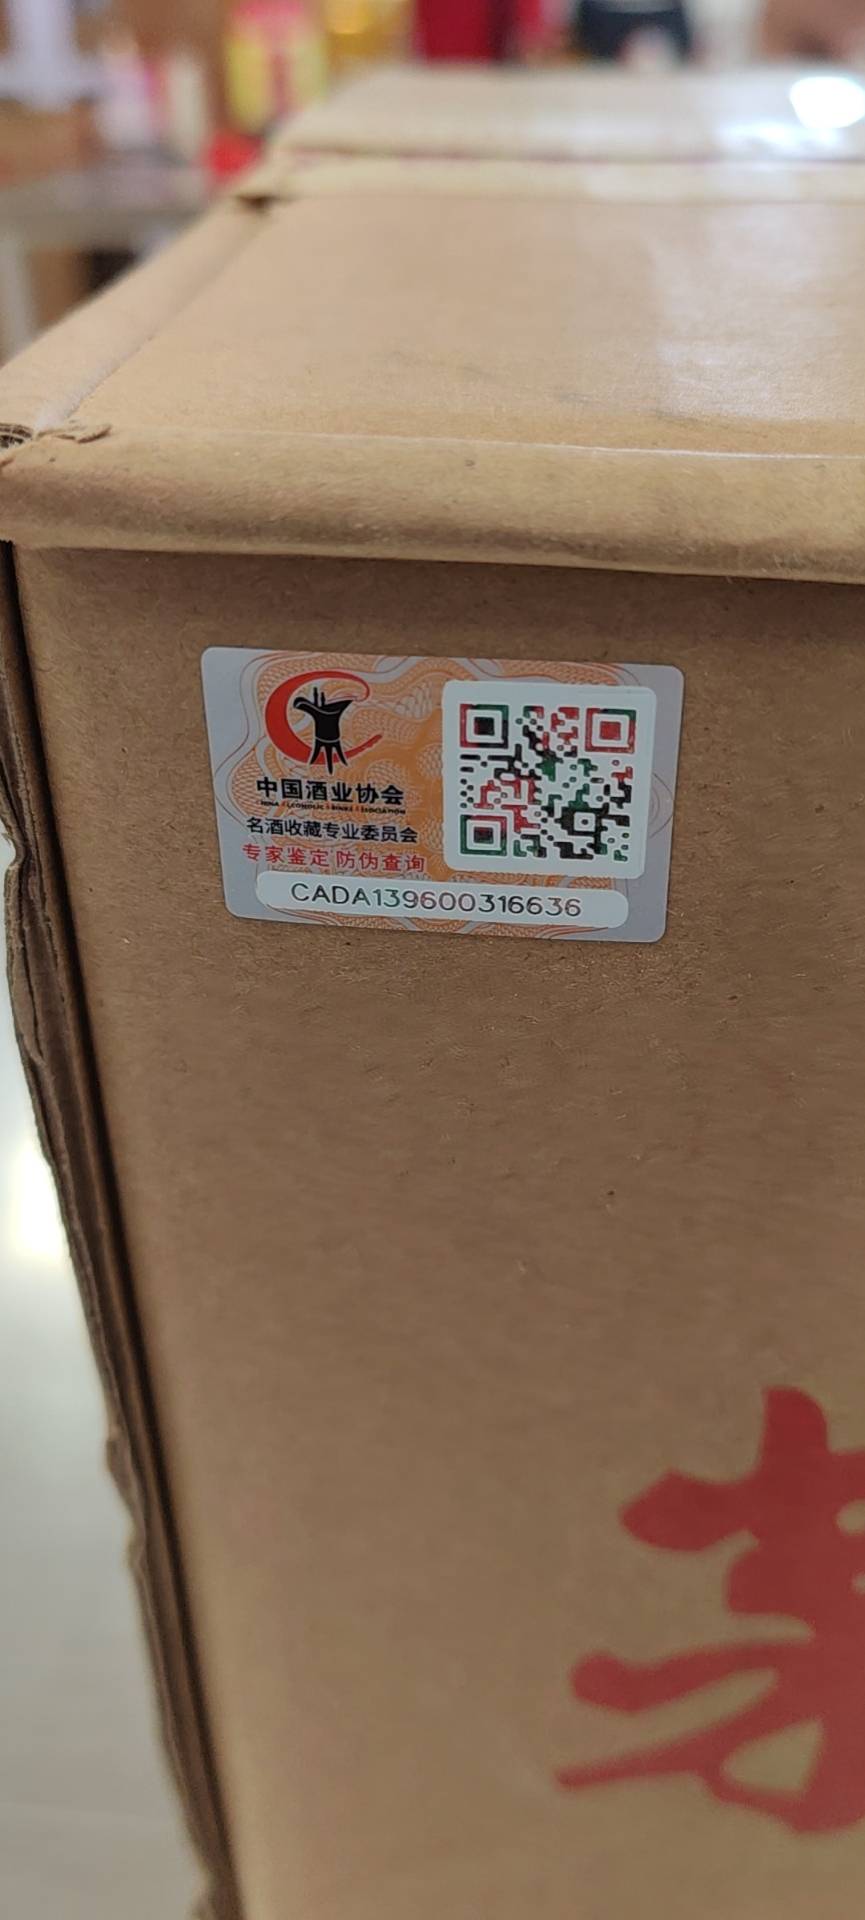 中国酒业协会
名酒收藏专业委员会
专家鉴定 防伪查询
CADA139600316636